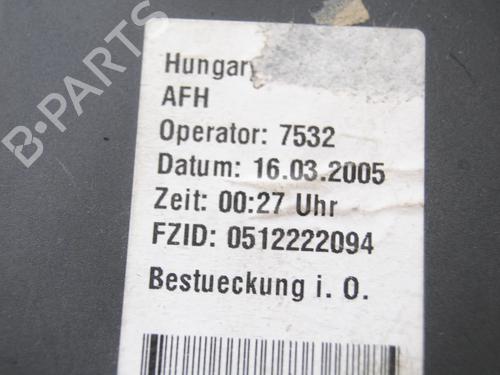 Hungary
AFH
Operator: 7532
Datum: 16.03.2005
Zeit: 00:27 Uhr
FZID: 0512222094
Bestueckung i. O.
B-PARTS